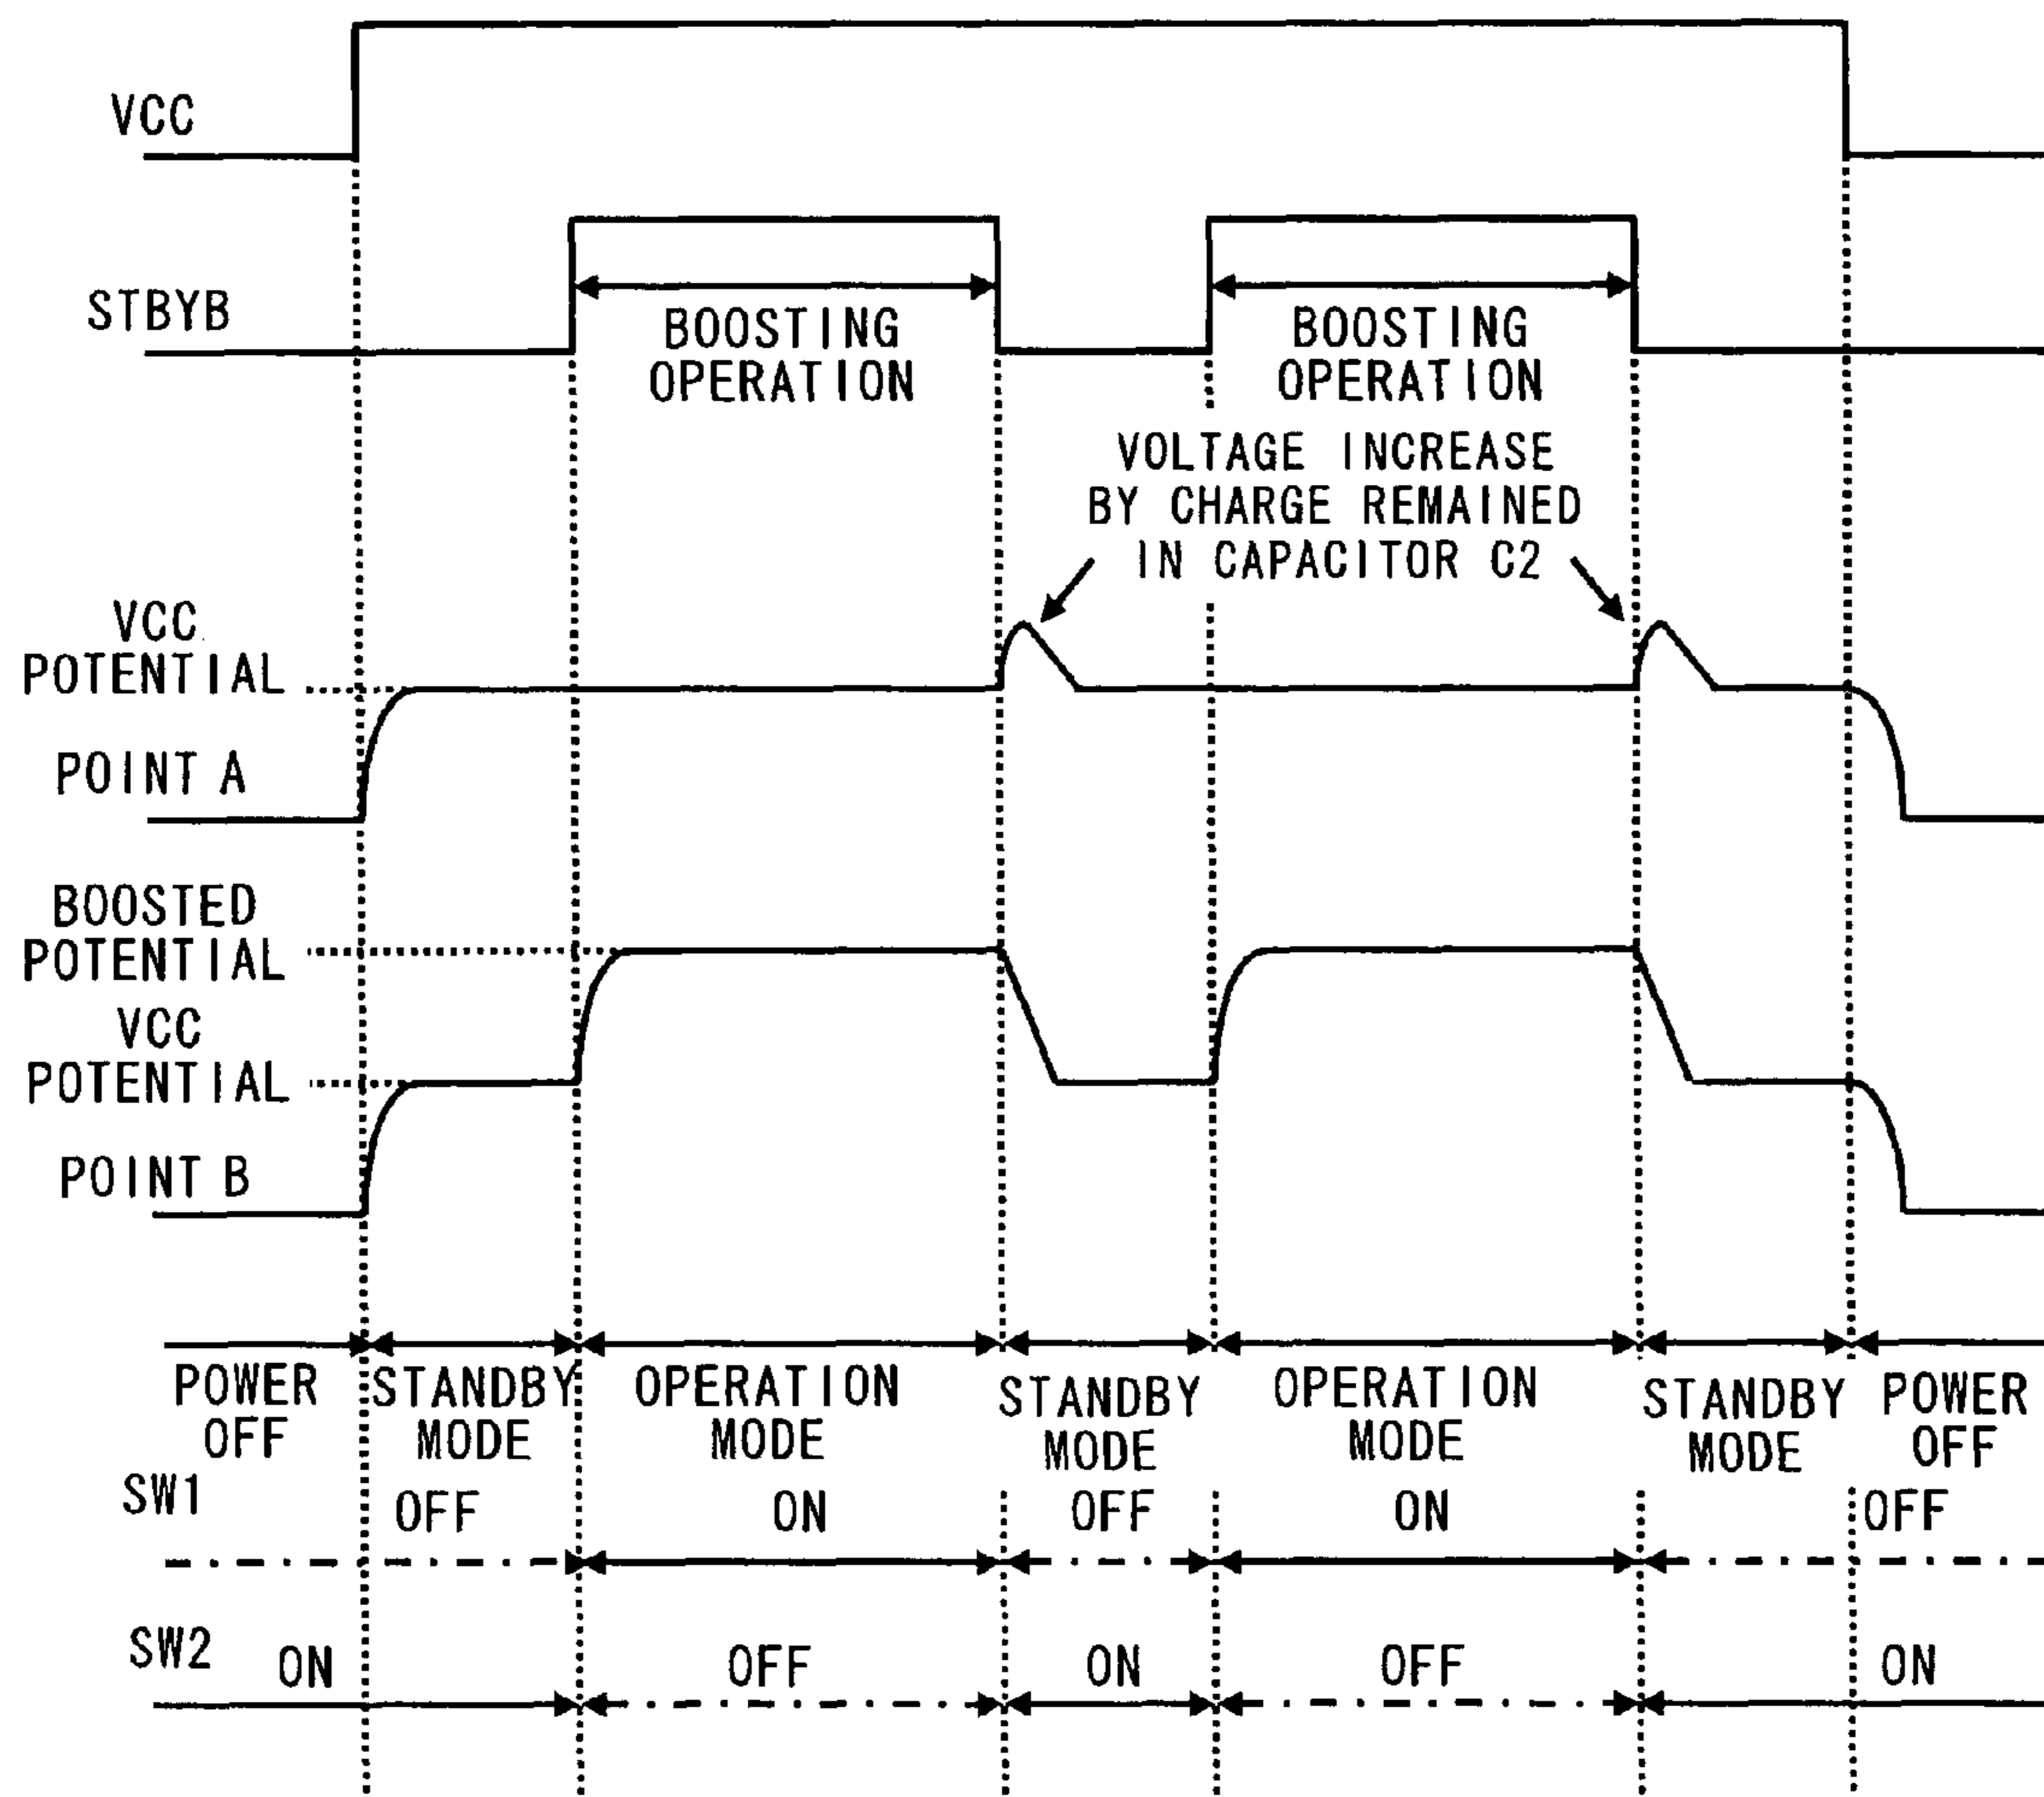 VCC
STBYB
BOOSTING
OPERATION
BOOSTING
OPERATION
VOLTAGE INCREASE
BY CHARGE REMAINED
IN CAPACITOR C2
VCC
POTENTIAL
POINT A
BOOSTED
POTENTIAL
VCC
POTENTIAL
POINT B
POWER
OFF
STANDBY
MODE
OPERATION
MODE
STANDBY
MODE
OPERATION
MODE
STANDBY
MODE
POWER
OFF
SW1
OFF
ON
OFF
ON
OFF
SW2
ON
OFF
ON
OFF
ON